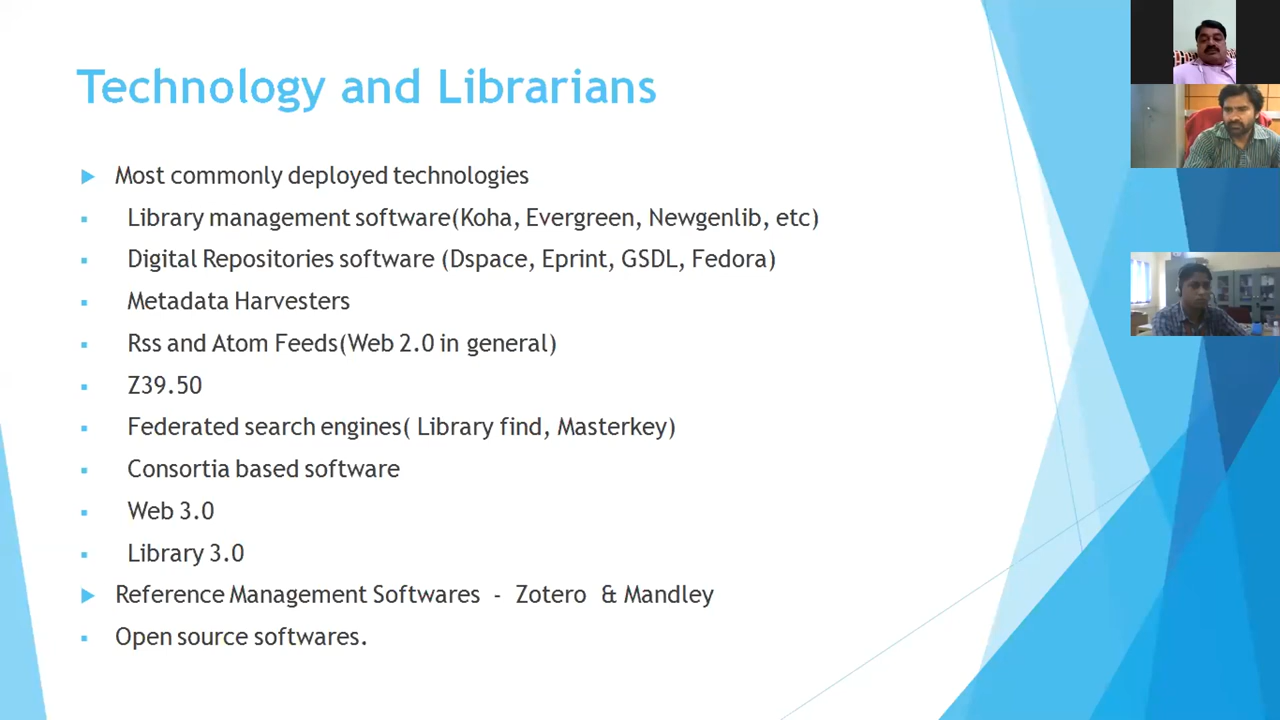 Technology and Librarians
Most commonly deployed technologies
Library management software(Koha, Evergreen, Newgenlib, etc)
Digital Repositories software (Dspace, Eprint, GSDL, Fedora)
Metadata Harvesters
Rss and Atom Feeds(Web 2.0 in general)
Z39.50
Federated search engines( Library find, Masterkey)
Consortia based software
Web 3.0
Library 3.0
Reference Management Softwares - Zotero & Mandley
Open source softwares.